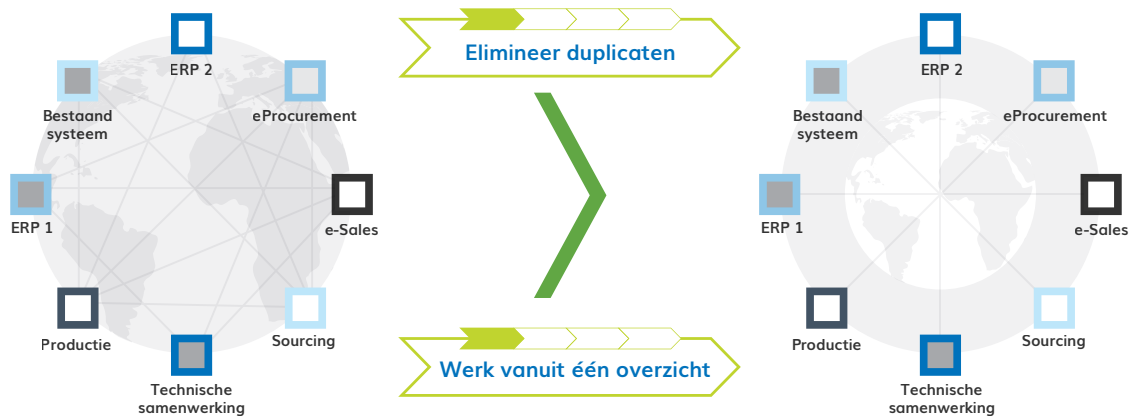 ERP 2
Bestaand
systeem
eProcurement
ERP 1
e-Sales
Productie
Sourcing
Technische
samenwerking
Elimineer duplicaten
Werk vanuit één overzicht
ERP 2
Bestaand
systeem
eProcurement
ERP 1
e-Sales
Productie
Sourcing
Technische
samenwerking